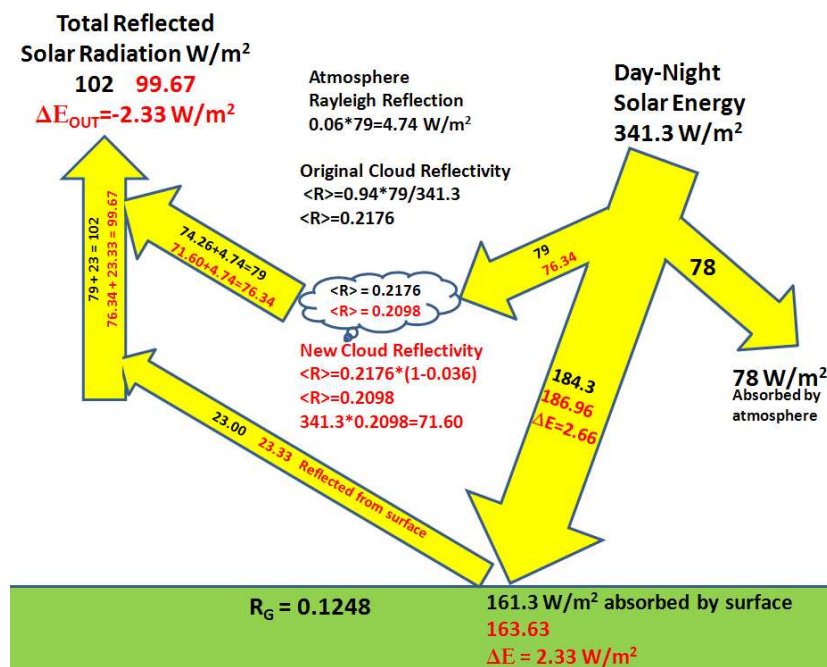 Total Reflected
Solar Radiation W/m²
102 99.67
ΔE_OUT=-2.33 W/m²
Atmosphere
Rayleigh Reflection
0.06*79=4.74 W/m²
Day-Night
Solar Energy
341.3 W/m²
Original Cloud Reflectivity
<R>=0.94*79/341.3
<R>=0.2176
79 + 23 = 102
76.34 + 23.33 = 99.67
74.26+4.74=79
71.60+4.74=76.34
79
76.34
78
<R> = 0.2176
<R> = 0.2098
New Cloud Reflectivity
<R>=0.2176*(1-0.036)
<R>=0.2098
341.3*0.2098=71.60
184.3
186.96
ΔE=2.66
78 W/m²
Absorbed by
atmosphere
23.00 23.33 Reflected from surface
R_G = 0.1248
161.3 W/m² absorbed by surface
163.63
ΔE = 2.33 W/m²